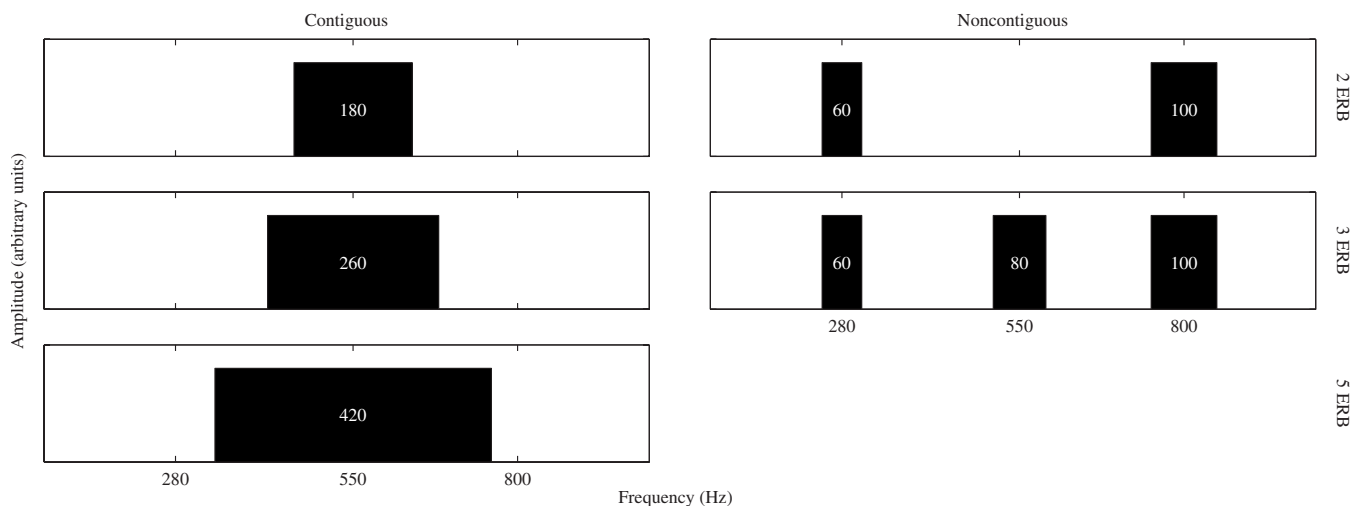 Contiguous
Noncontiguous
180
60
100
2 ERB
260
60
80
100
3 ERB
280
550
800
420
5 ERB
280
550
800
Amplitude (arbitrary units)
Frequency (Hz)